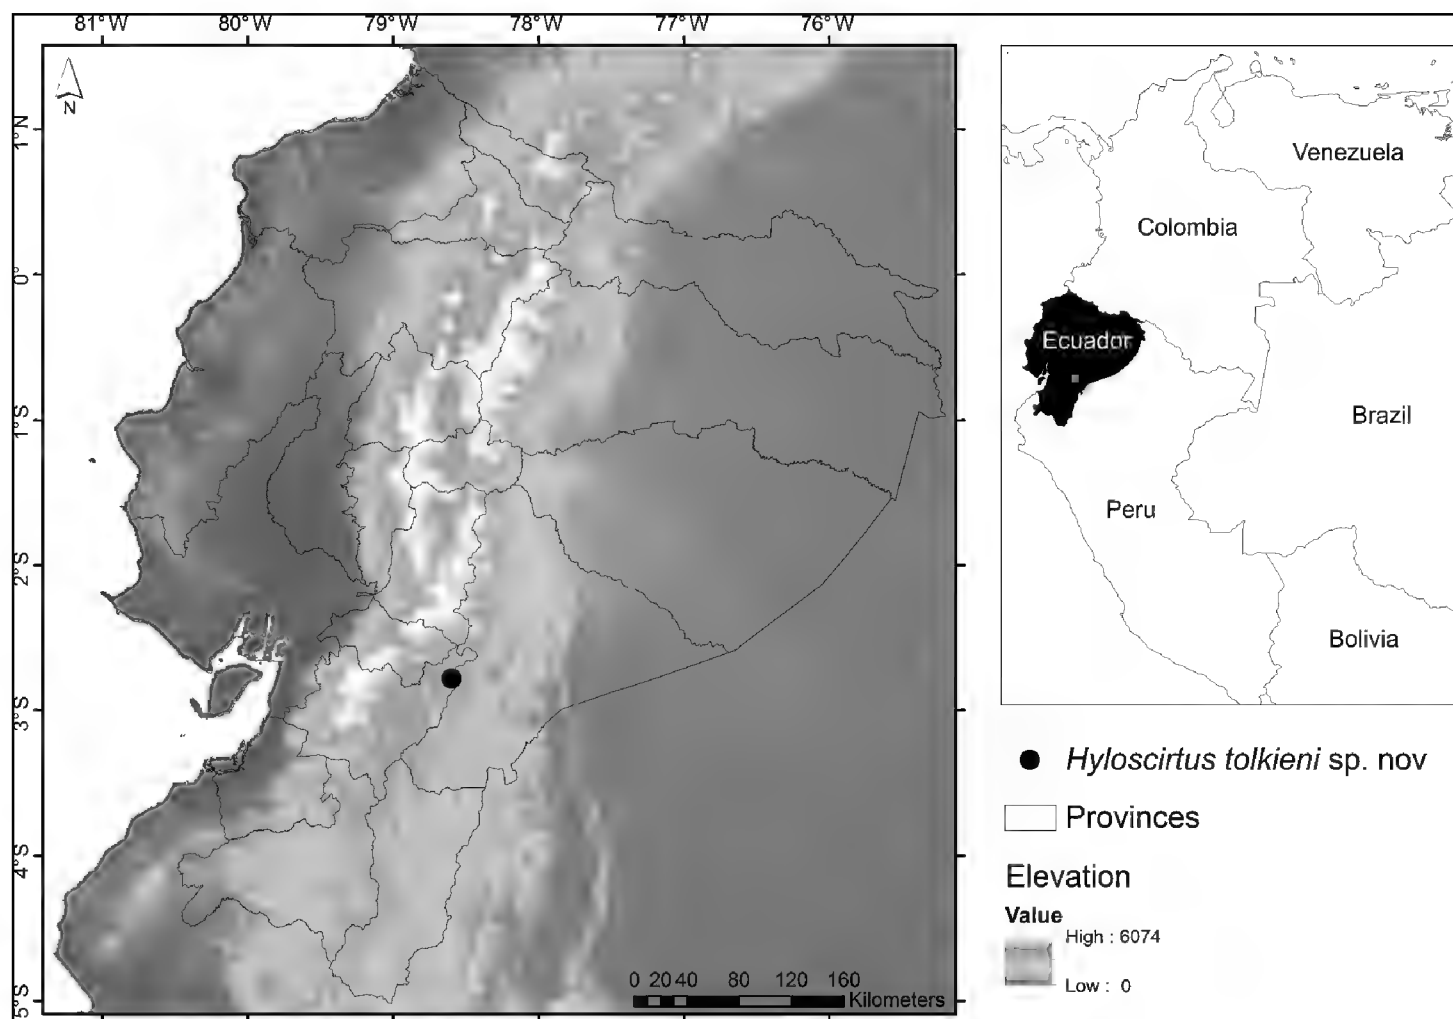 81°W 80°W 79°W 78°W 77°W 76°W
N
1°N
0°
1°S
2°S
3°S
4°S
5°S
0 20 40 80 120 160
Kilometers
Venezuela
Colombia
Ecuador
Brazil
Peru
Bolivia
Hyloscirtus tolkieni sp. nov
Provinces
Elevation
Value
High : 6074
Low : 0